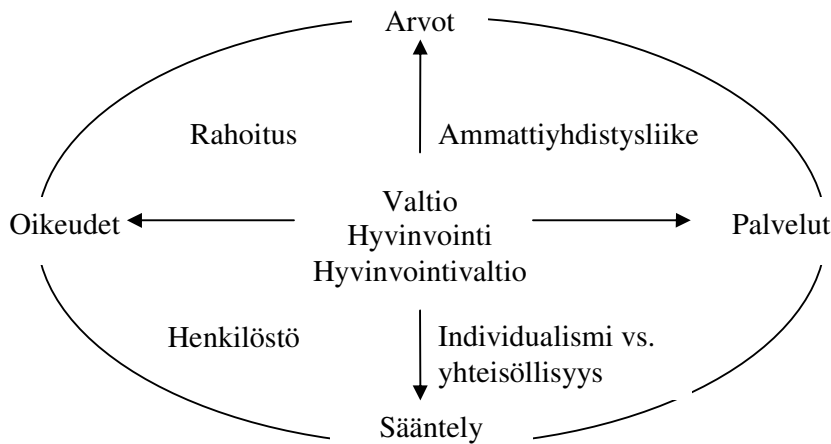 Arvot
Rahoitus
Ammattiyhdistysliike
Oikeudet
Valtio
Hyvinvointi
Hyvinvointivaltio
Palvelut
Henkilöstö
Individualismi vs.
yhteisöllisyys
Sääntely